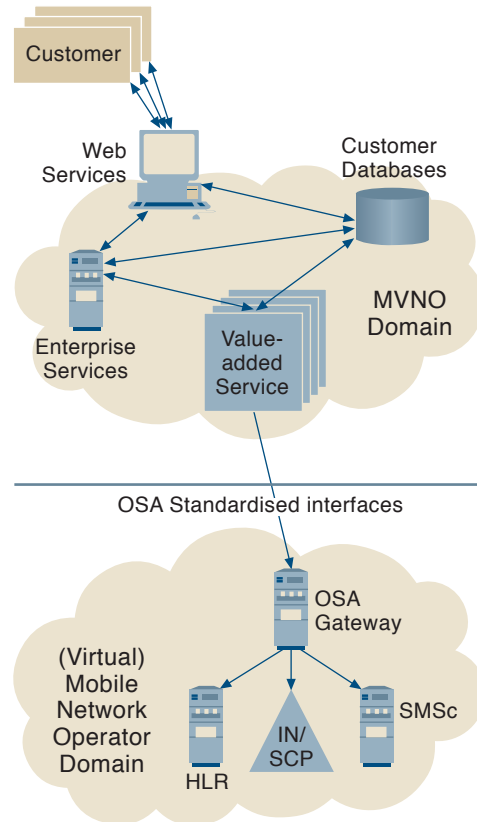 Customer
Web
Services
Customer
Databases
MVNO
Domain
Enterprise
Services
Value-
added
Service
OSA Standardised interfaces
OSA
Gateway
(Virtual)
Mobile
Network
Operator
Domain
HLR
IN/
SCP
SMSc